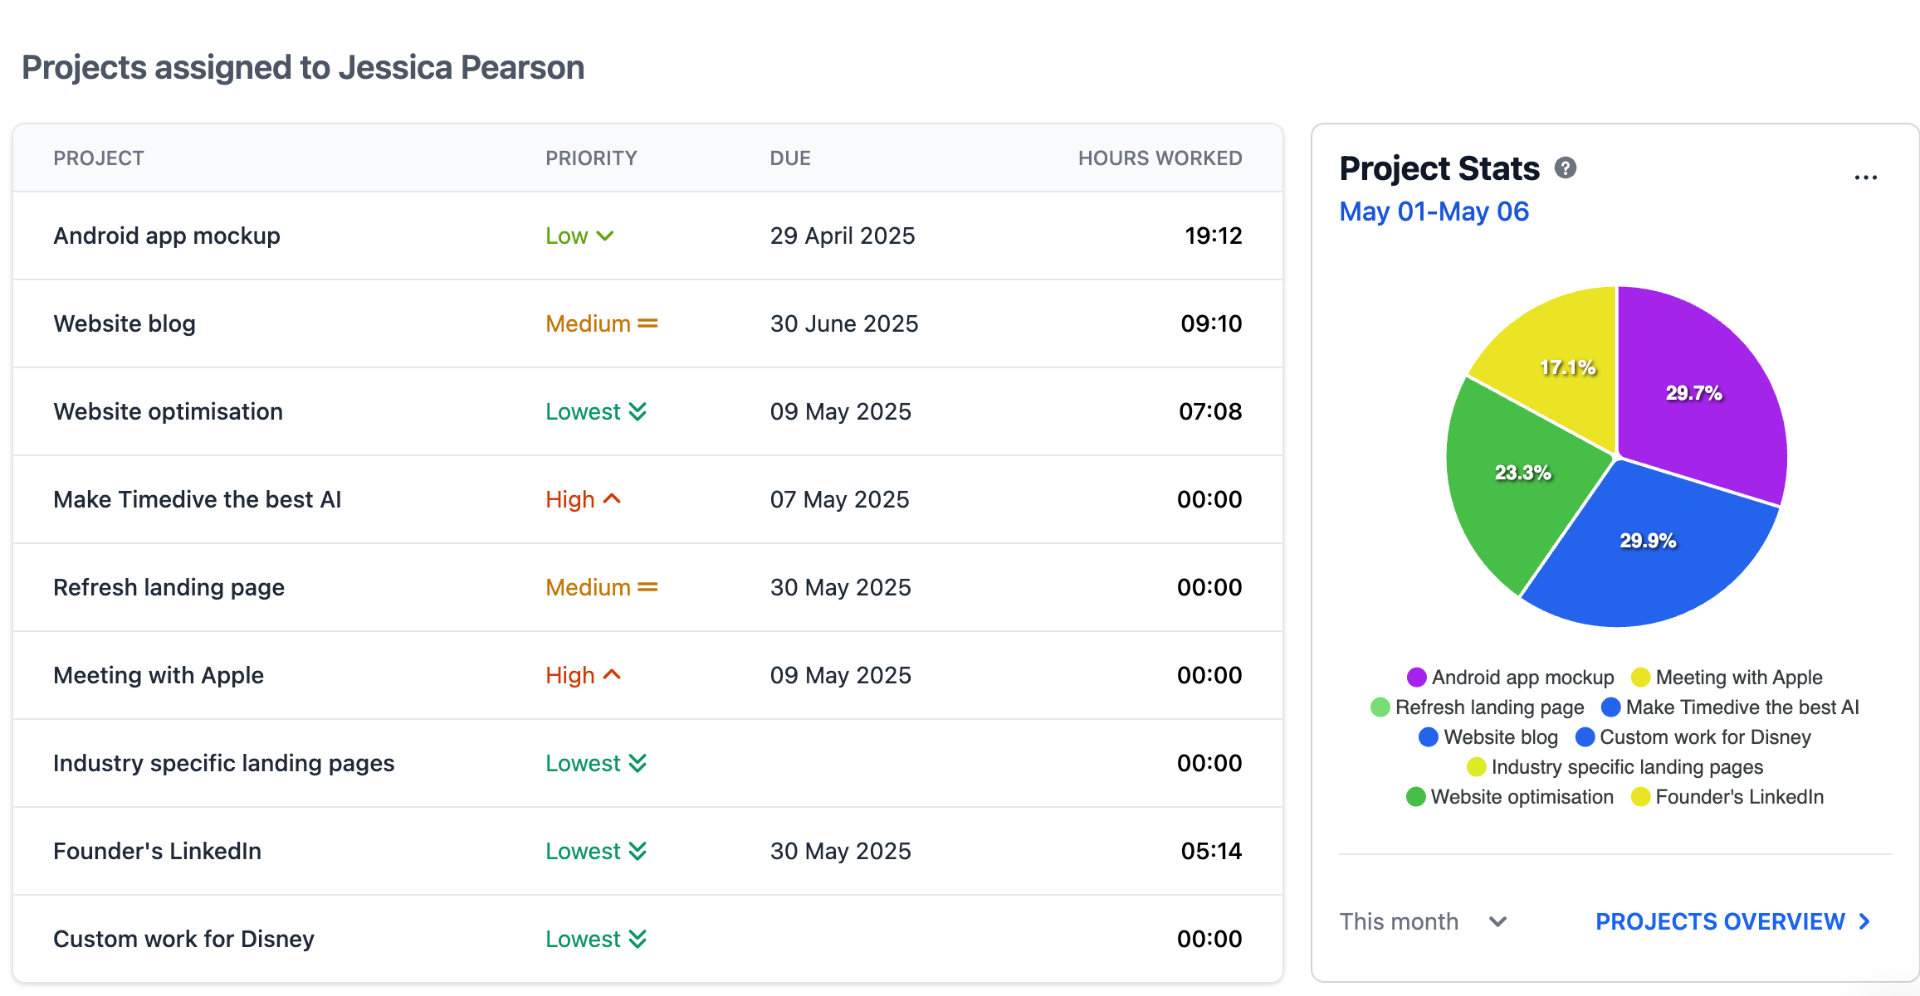 Projects assigned to Jessica Pearson
PROJECT PRIORITY DUE HOURS WORKED
Android app mockup Low 29 April 2025 19:12
Website blog Medium 30 June 2025 09:10
Website optimisation Lowest 09 May 2025 07:08
Make Timedive the best AI High 07 May 2025 00:00
Refresh landing page Medium 30 May 2025 00:00
Meeting with Apple High 09 May 2025 00:00
Industry specific landing pages Lowest 00:00
Founder's LinkedIn Lowest 30 May 2025 05:14
Custom work for Disney Lowest 00:00
Project Stats ?
...
May 01-May 06
17.1%
29.7%
23.3%
29.9%
Android app mockup Meeting with Apple
Refresh landing page Make Timedive the best AI
Website blog Custom work for Disney
Industry specific landing pages
Website optimisation Founder's LinkedIn
This month PROJECTS OVERVIEW